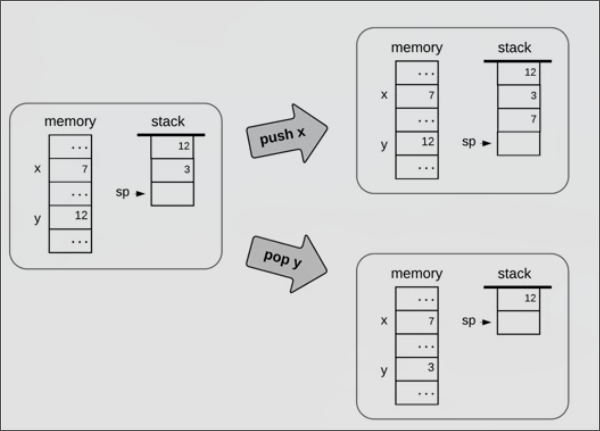 memory stack
... 12
x 7 3
... sp
y 12
...
push x
memory stack
... 12
x 7 3
... 7
y 12 sp
...
pop y
memory stack
... 12
x 7 sp
...
y 3
...